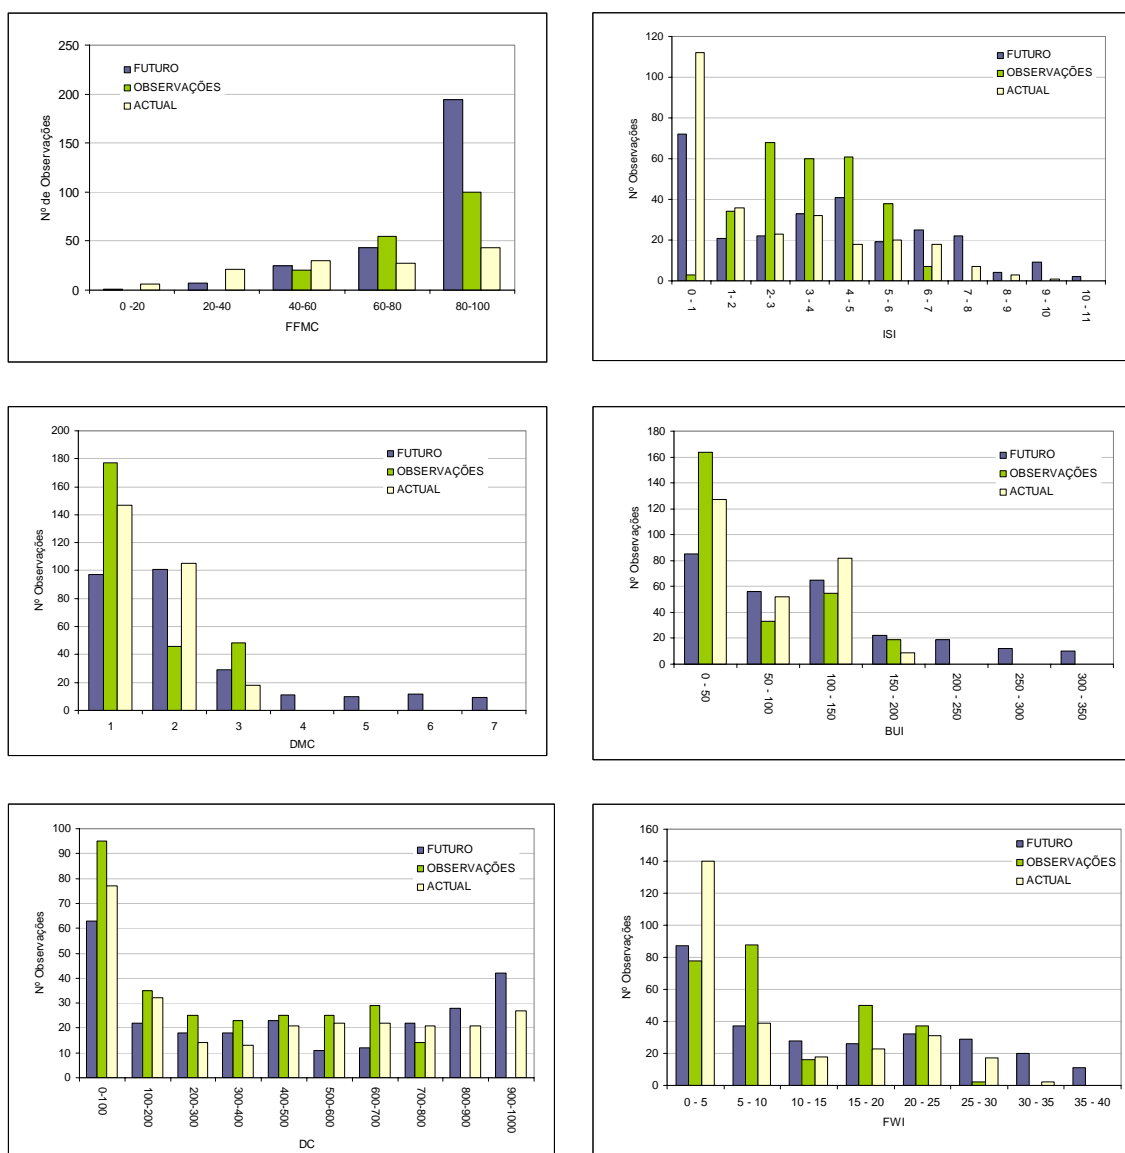 250
200
150
100
50
0
Nº de Observações
FUTURO
OBSERVAÇÕES
ACTUAL
0 -20 20-40 40-60 60-80 80-100
FFMC
120
100
80
60
40
20
0
Nº Observações
FUTURO
OBSERVAÇÕES
ACTUAL
0 - 1 1- 2 2- 3 3 - 4 4 - 5 5 - 6 6 - 7 7 - 8 8 - 9 9 - 10 10 - 11
ISI
200
180
160
140
120
100
80
60
40
20
0
Nº Observações
FUTURO
OBSERVAÇÕES
ACTUAL
1 2 3 4 5 6 7
DMC
180
160
140
120
100
80
60
40
20
0
Nº Observações
FUTURO
OBSERVAÇÕES
ACTUAL
0 - 50 50 - 100 100 - 150 150 - 200 200 - 250 250 - 300 300 - 350
BUI
100
90
80
70
60
50
40
30
20
10
0
Nº Observações
FUTURO
OBSERVAÇÕES
ACTUAL
0-100 100-200 200-300 300-400 400-500 500-600 600-700 700-800 800-900 900-1000
DC
160
140
120
100
80
60
40
20
0
Nº Observações
FUTURO
OBSERVAÇÕES
ACTUAL
0 - 5 5 - 10 10 - 15 15 - 20 20 - 25 25 - 30 30 - 35 35 - 40
FWI